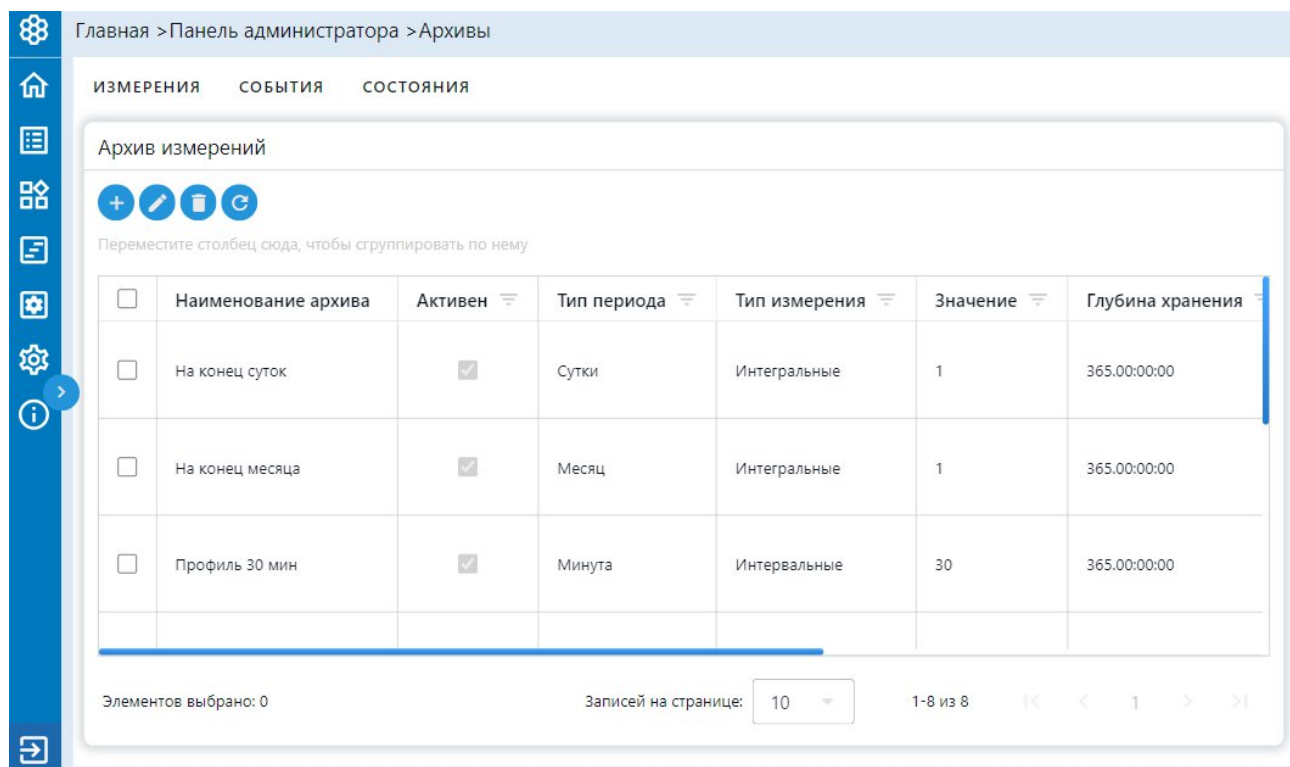 Главная >Панель администратора >Архивы
ИЗМЕРЕНИЯ СОБЫТИЯ СОСТОЯНИЯ
Архив измерений
Переместите столбец сюда, чтобы сгруппировать по нему
Наименование архива Активен Тип периода Тип измерения Значение Глубина хранения
На конец суток Сутки Интегральные 1 365.00:00:00
На конец месяца Месяц Интегральные 1 365.00:00:00
Профиль 30 мин Минута Интервальные 30 365.00:00:00
Элементов выбрано: 0 Записей на странице: 10 1-8 из 8 1